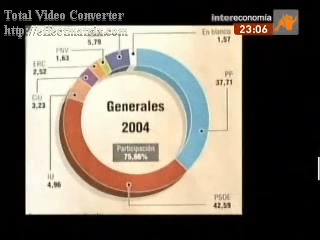 Total Video Converter
http://effectmatrix.com
intereconomía
23:06
En blanco
1,57
5,79
PNV
1,63
ERC
2,52
CiU
3,23
IU
4,96
PP
37,71
PSOE
42,59
Generales
2004
Participación
75,66%